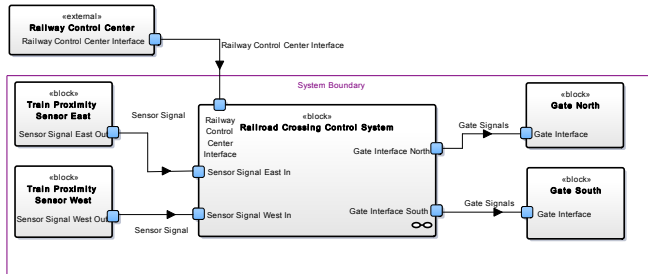 «external»
Railway Control Center
Railway Control Center Interface
Railway Control Center Interface
System Boundary
«block»
Train Proximity
Sensor East
Sensor Signal East Out
Sensor Signal
«block»
Train Proximity
Sensor West
Sensor Signal West Out
Sensor Signal
Railway
Control
Center
Interface
«block»
Railroad Crossing Control System
Gate Interface North
Sensor Signal East In
Sensor Signal West In
Gate Interface South
Gate Signals
«block»
Gate North
Gate Interface
Gate Signals
«block»
Gate South
Gate Interface